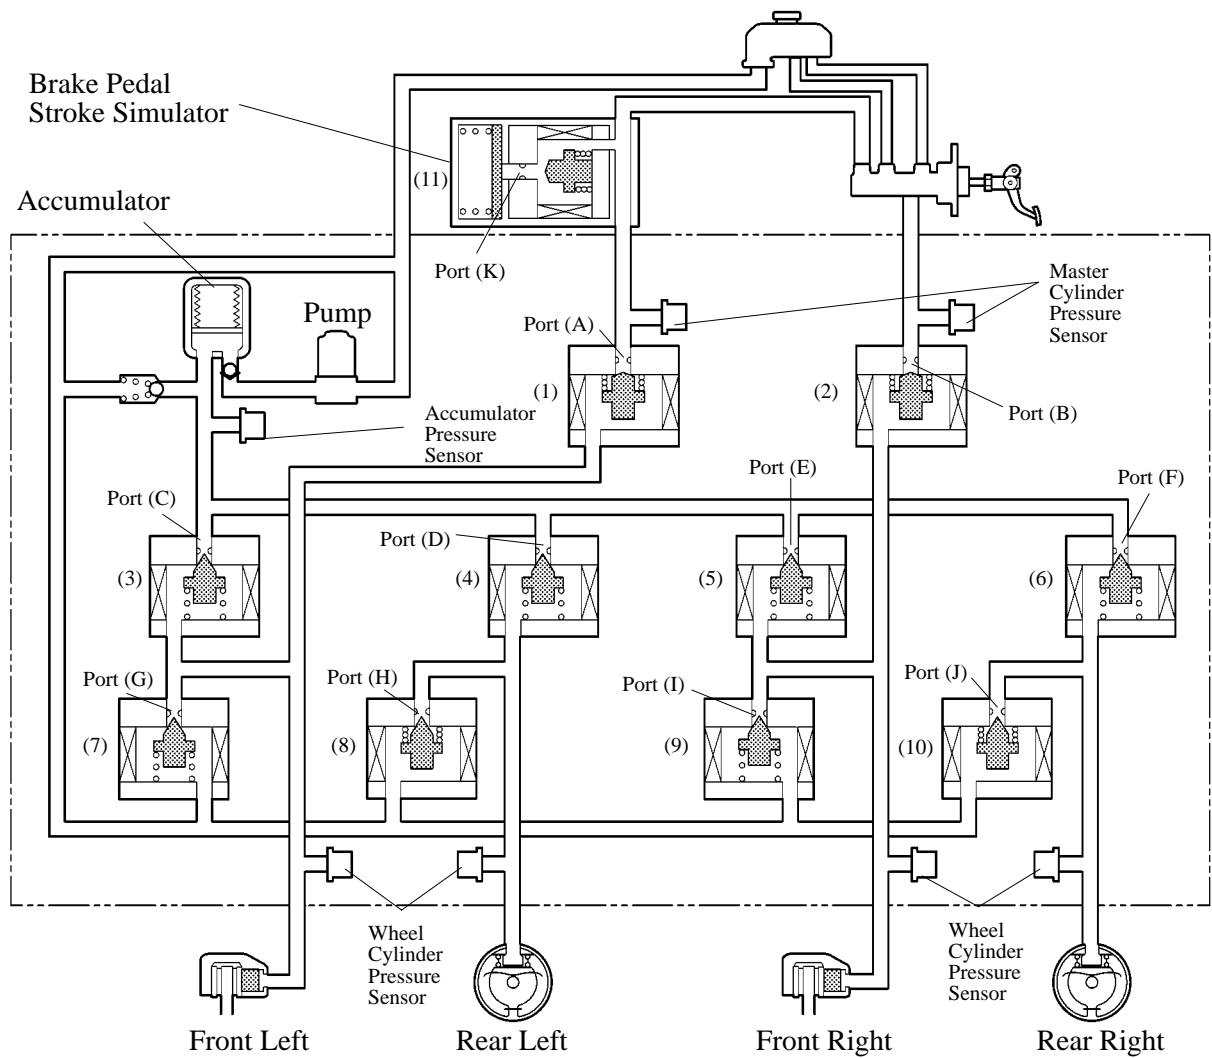 Brake Pedal
Stroke Simulator
(11)
Accumulator
Port (K)
Master
Cylinder
Pressure
Sensor
Pump
Port (A)
(1)
(2)
Port (B)
Accumulator
Pressure
Sensor
Port (E)
Port (F)
Port (C)
Port (D)
(3)
(4)
(5)
(6)
Port (G)
Port (H)
Port (I)
Port (J)
(7)
(8)
(9)
(10)
Wheel
Cylinder
Pressure
Sensor
Wheel
Cylinder
Pressure
Sensor
Front Left
Rear Left
Front Right
Rear Right